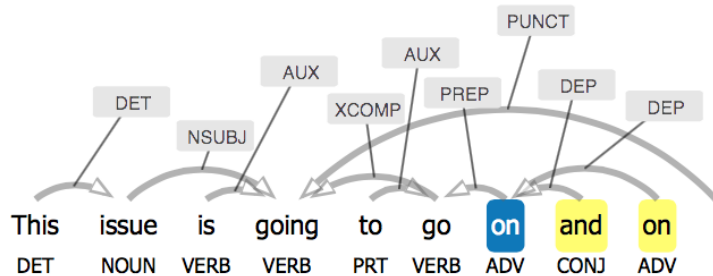 PUNCT
AUX AUX
DET PREP DEP DEP
NSUBJ XCOMP
This issue is going to go on and on
DET NOUN VERB VERB PRT VERB ADV CONJ ADV